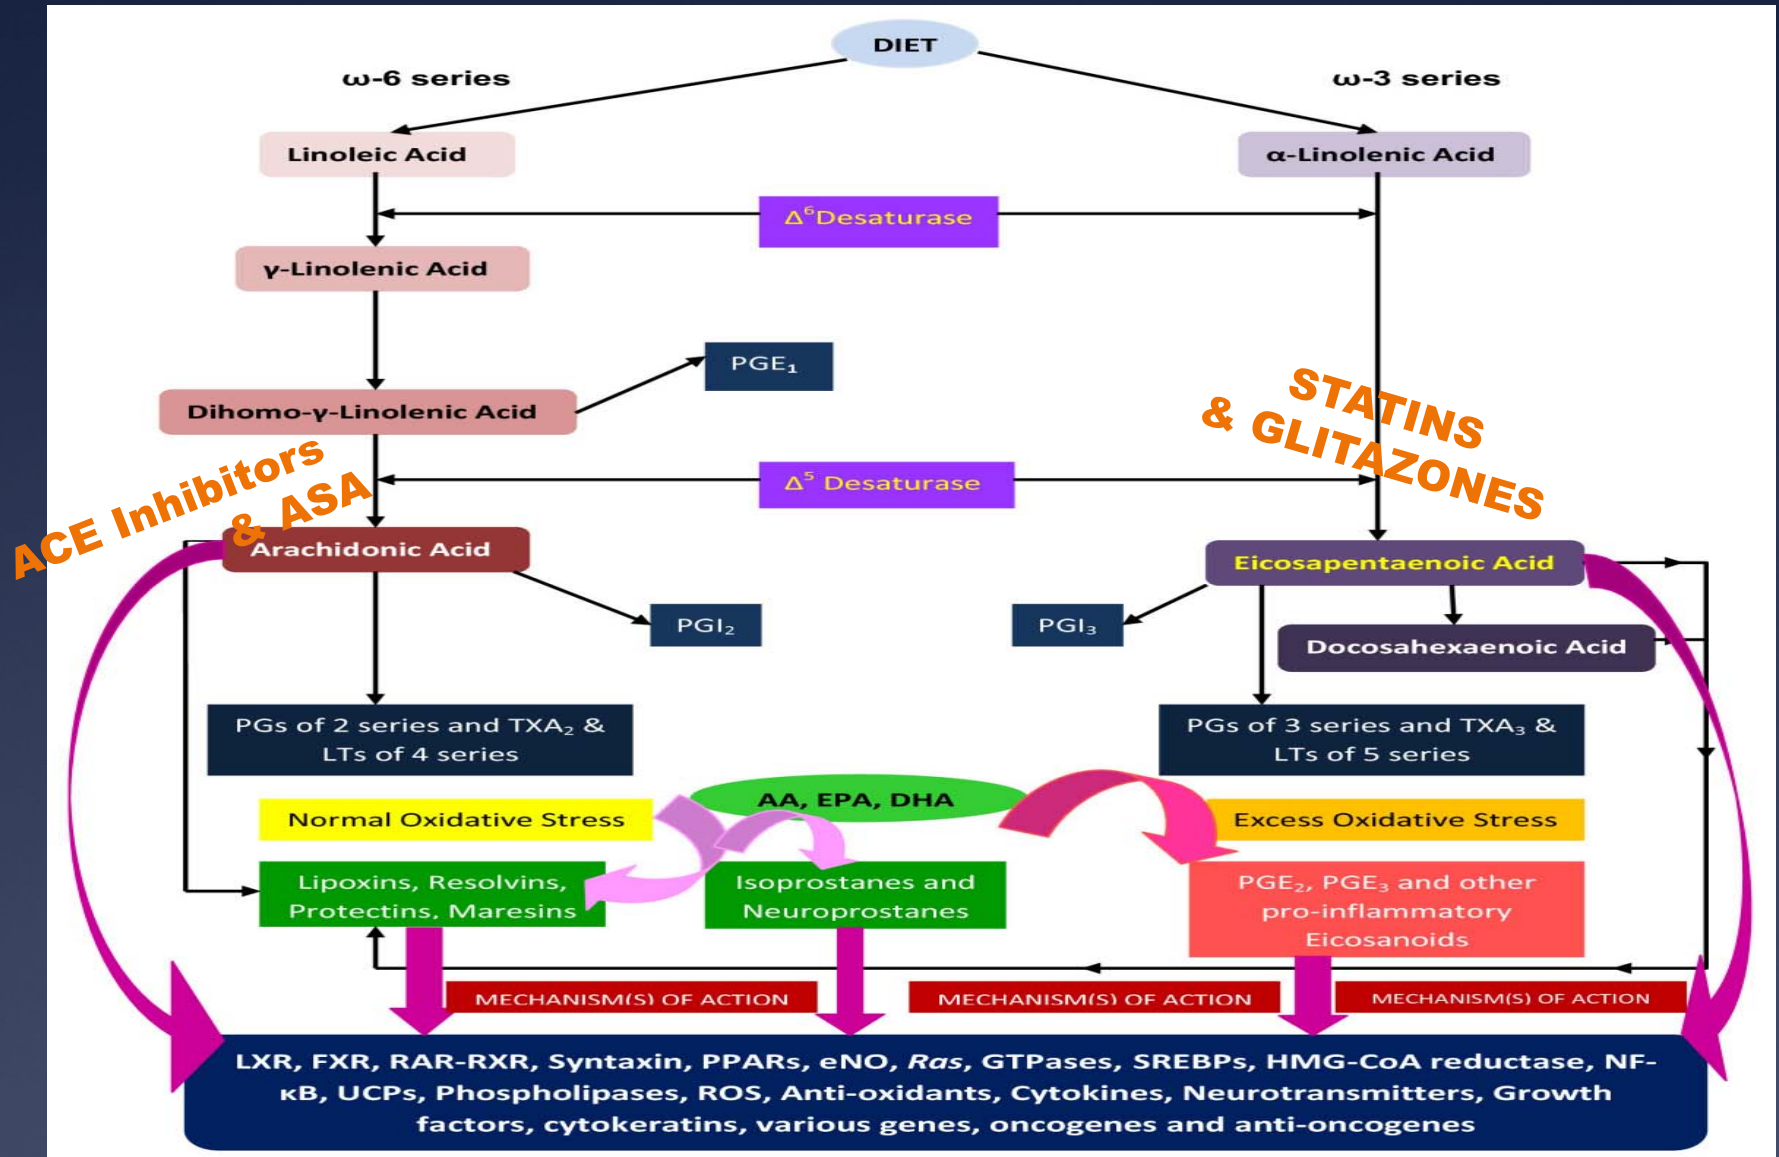 DIET
ω-6 series
ω-3 series
Linoleic Acid
α-Linolenic Acid
Δ⁶Desaturase
γ-Linolenic Acid
PGE₁
Dihomo-γ-Linolenic Acid
STATINS
& GLITAZONES
ACE Inhibitors
& ASA
Δ⁵ Desaturase
Arachidonic Acid
Eicosapentaenoic Acid
PGI₂
PGI₃
Docosahexaenoic Acid
PGs of 2 series and TXA₂ &
LTs of 4 series
PGs of 3 series and TXA₃ &
LTs of 5 series
AA, EPA, DHA
Normal Oxidative Stress
Excess Oxidative Stress
Lipoxins, Resolvins,
Protectins, Maresins
Isoprostanes and
Neuroprostanes
PGE₂, PGE₃ and other
pro-inflammatory
Eicosanoids
MECHANISM(S) OF ACTION
MECHANISM(S) OF ACTION
MECHANISM(S) OF ACTION
LXR, FXR, RAR-RXR, Syntaxin, PPARs, eNO, Ras, GTPases, SREBPs, HMG-CoA reductase, NF-
κB, UCPs, Phospholipases, ROS, Anti-oxidants, Cytokines, Neurotransmitters, Growth
factors, cytokeratins, various genes, oncogenes and anti-oncogenes